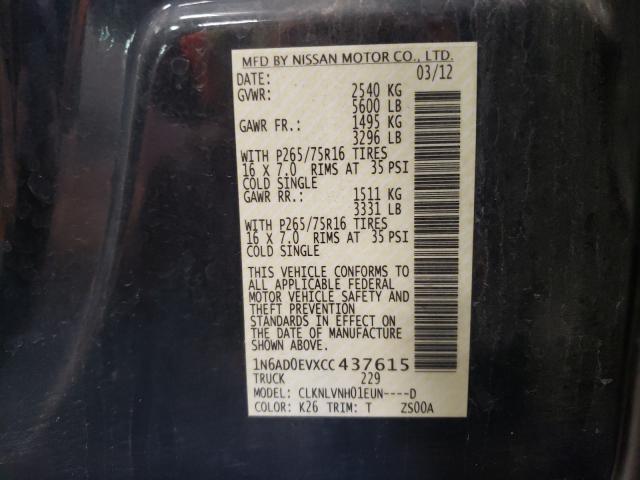 MFD BY NISSAN MOTOR CO., LTD.
DATE: 03/12
GVWR: 2540 KG
5600 LB
GAWR FR.: 1495 KG
3296 LB
WITH P265/75R16 TIRES
16 X 7.0 RIMS AT 35 PSI
COLD SINGLE
GAWR RR.: 1511 KG
3331 LB
WITH P265/75R16 TIRES
16 X 7.0 RIMS AT 35 PSI
COLD SINGLE
THIS VEHICLE CONFORMS TO
ALL APPLICABLE FEDERAL
MOTOR VEHICLE SAFETY AND
THEFT PREVENTION
STANDARDS IN EFFECT ON
THE DATE OF MANUFACTURE
SHOWN ABOVE.
1N6AD0EVXCC437615
TRUCK 229
MODEL: CLKNLVNH01EUN----D
COLOR: K26 TRIM: T ZS00A